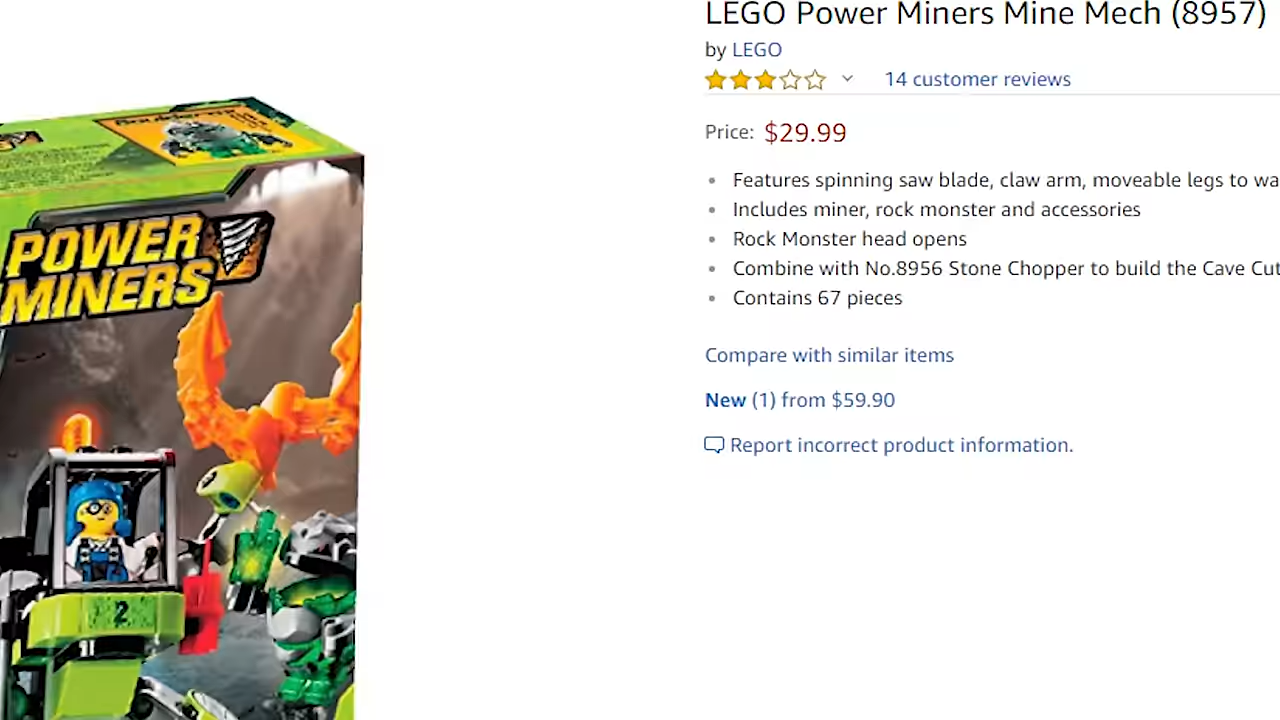 LEGO Power Miners Mine Mech (8957)
by LEGO
14 customer reviews
Price: $29.99
Features spinning saw blade, claw arm, moveable legs to wa
Includes miner, rock monster and accessories
Rock Monster head opens
Combine with No.8956 Stone Chopper to build the Cave Cut
Contains 67 pieces
Compare with similar items
New (1) from $59.90
Report incorrect product information.
POWER
MINERS
2